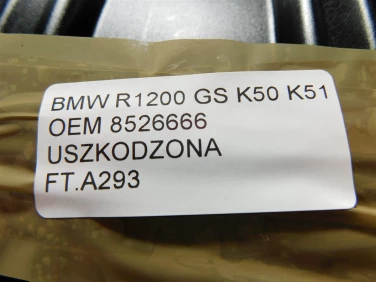 BMW R1200 GS K50 K51
OEM 8526666
USZKODZONA
FT.A293